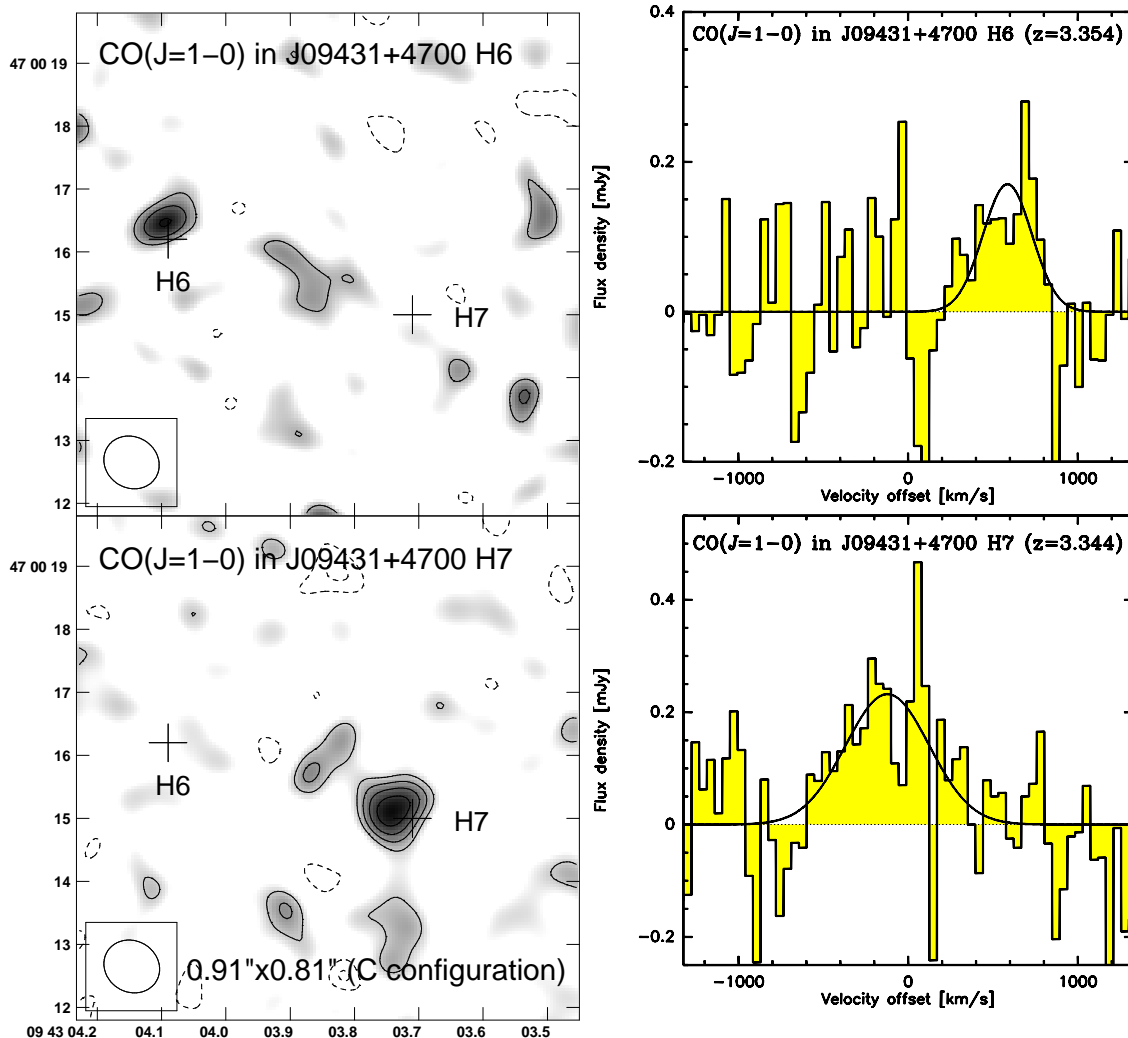 CO(J=1−0) in J09431+4700 H6
47 00 19
18
17
16
15
14
13
12
H6
H7
CO(J=1−0) in J09431+4700 H7
47 00 19
18
17
16
15
14
13
12
H6
H7
0.91"x0.81" (C configuration)
09 43 04.2 04.1 04.0 03.9 03.8 03.7 03.6 03.5
CO(J=1−0) in J09431+4700 H6 (z=3.354)
0.4
0.2
0
−0.2
Flux density [mJy]
−1000 0 1000
Velocity offset [km/s]
CO(J=1−0) in J09431+4700 H7 (z=3.344)
0.4
0.2
0
−0.2
Flux density [mJy]
−1000 0 1000
Velocity offset [km/s]